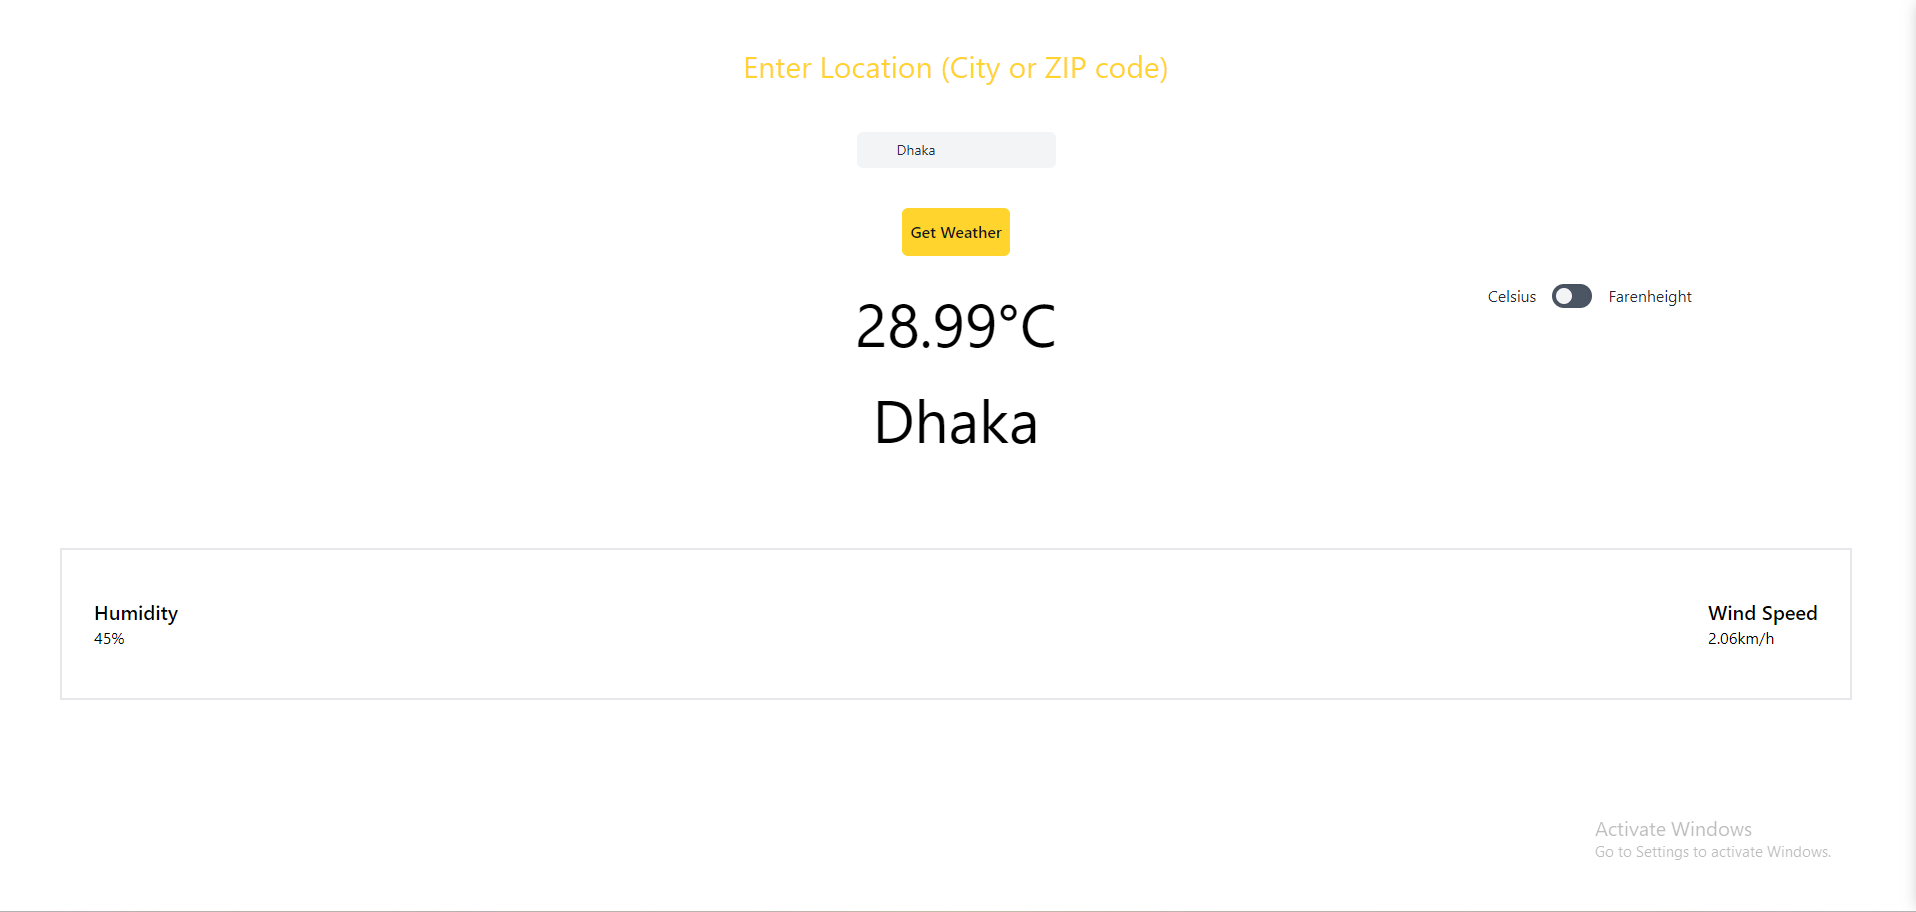 Enter Location (City or ZIP code)
Dhaka
Get Weather
Celsius Farenheight
28.99°C
Dhaka
Humidity
45%
Wind Speed
2.06km/h
Activate Windows
Go to Settings to activate Windows.